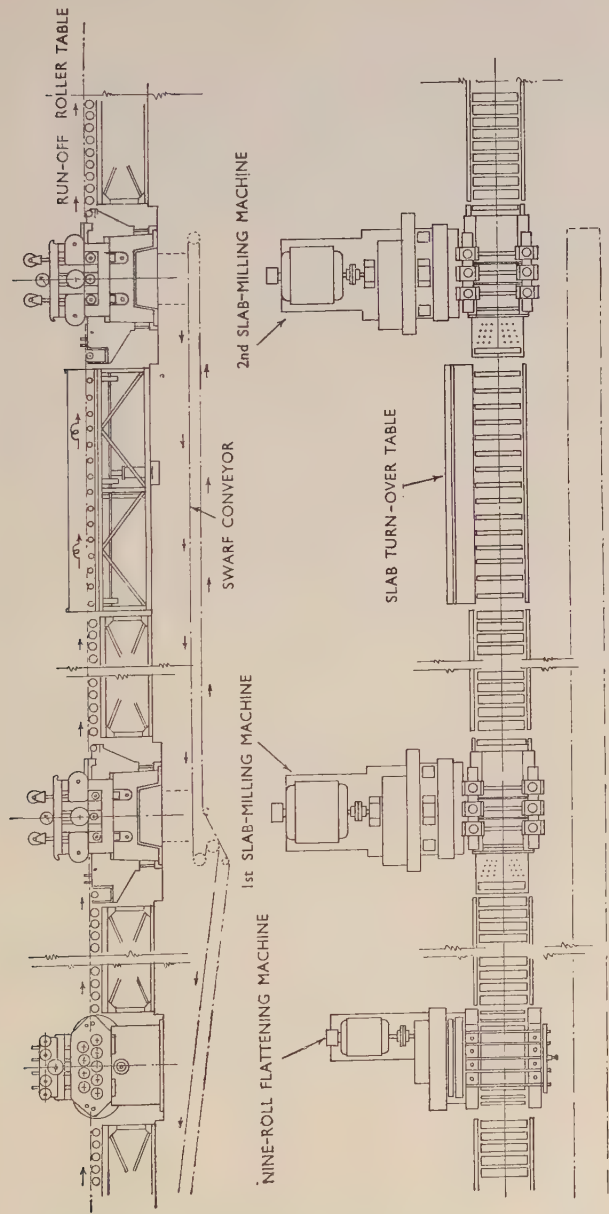 RUN-OFF ROLLER TABLE
2nd SLAB-MILLING MACHINE
SWARF CONVEYOR
SLAB TURN-OVER TABLE
1st SLAB-MILLING MACHINE
NINE-ROLL FLATTENING MACHINE